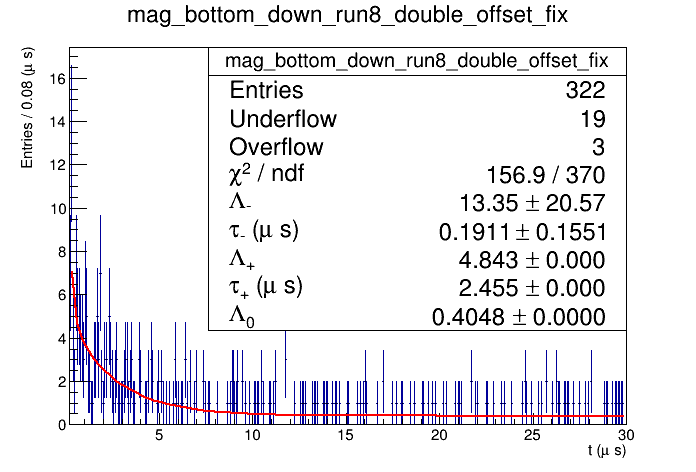 mag_bottom_down_run8_double_offset_fix
Entries / 0.08 (μ s)
mag_bottom_down_run8_double_offset_fix
Entries 322
Underflow 19
Overflow 3
χ² / ndf 156.9 / 370
Λ₋ 13.35 ± 20.57
τ₋ (μ s) 0.1911 ± 0.1551
Λ₊ 4.843 ± 0.000
τ₊ (μ s) 2.455 ± 0.000
Λ₀ 0.4048 ± 0.0000
16
14
12
10
8
6
4
2
0
5 10 15 20 25 30
t (μ s)